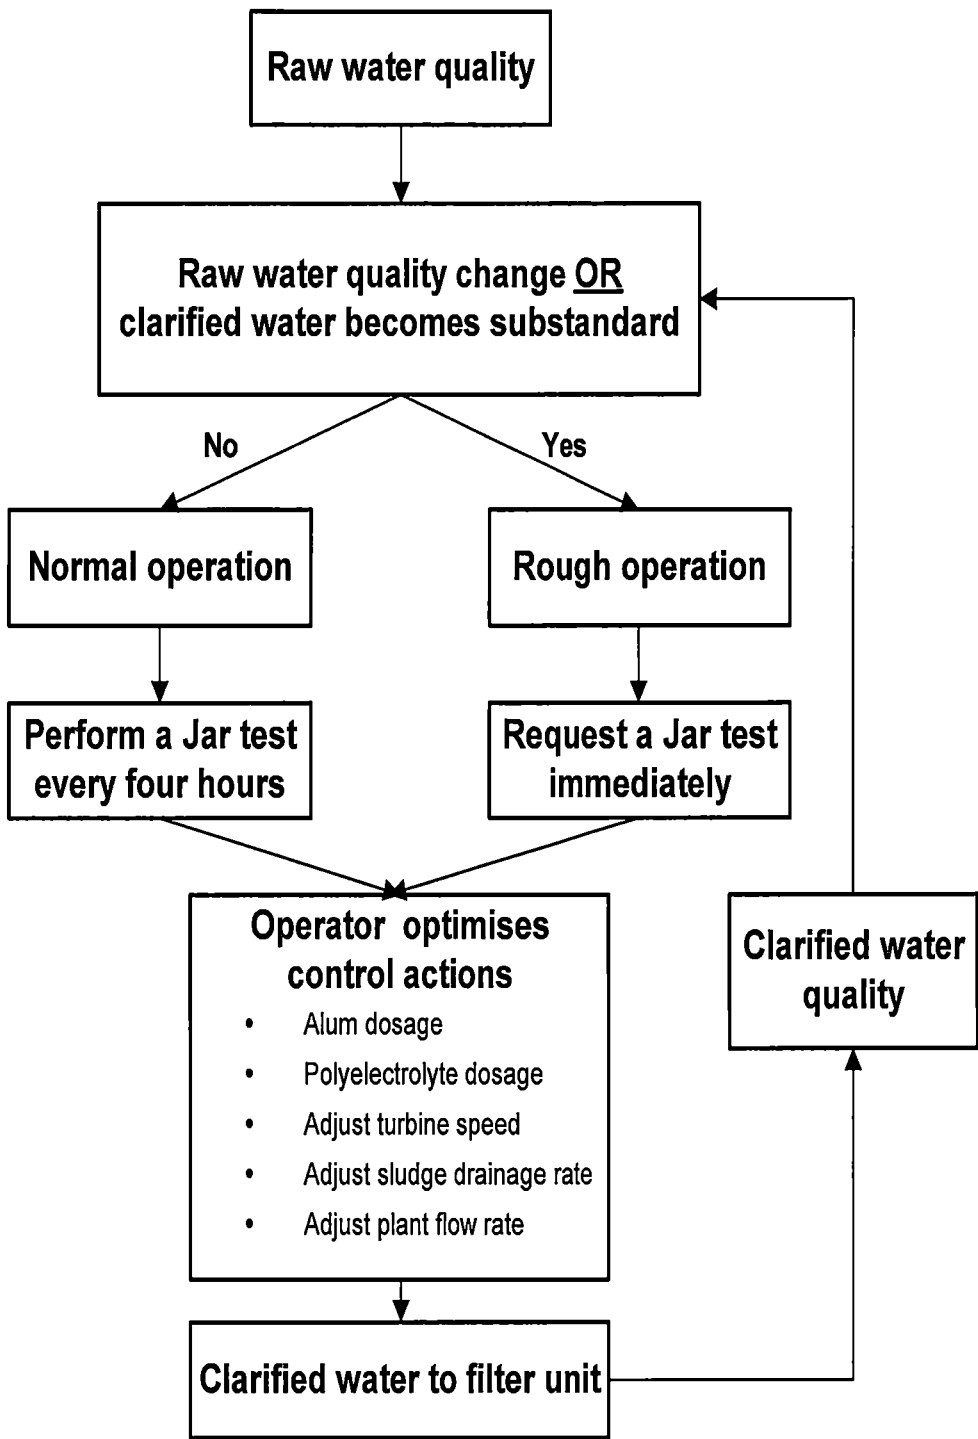 Raw water quality
Raw water quality change OR
clarified water becomes substandard
No
Yes
Normal operation
Rough operation
Perform a Jar test
every four hours
Request a Jar test
immediately
Operator optimises
control actions
• Alum dosage
• Polyelectrolyte dosage
• Adjust turbine speed
• Adjust sludge drainage rate
• Adjust plant flow rate
Clarified water
quality
Clarified water to filter unit